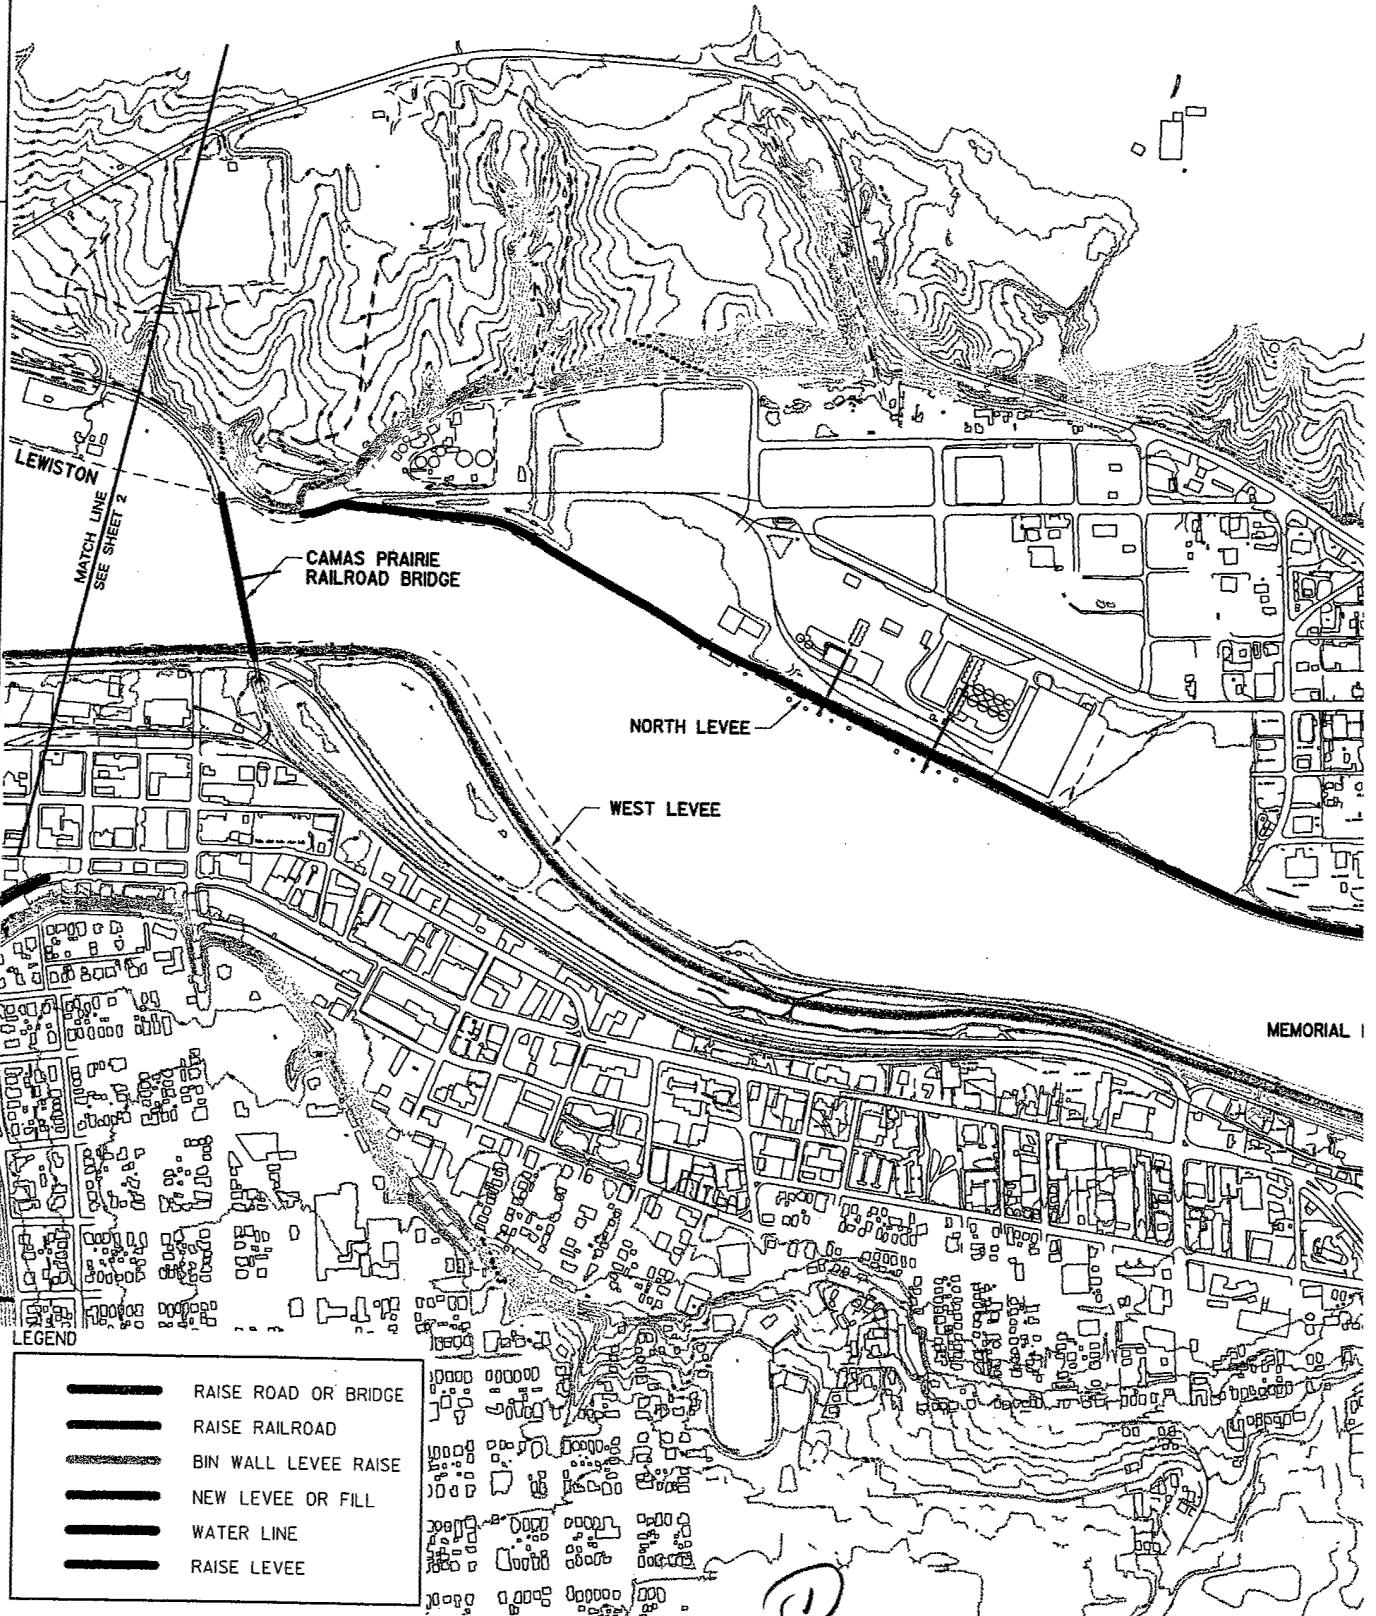 LEWISTON
MATCH LINE
SEE SHEET 2
CAMAS PRAIRIE
RAILROAD BRIDGE
NORTH LEVEE
WEST LEVEE
MEMORIAL
LEGEND
RAISE ROAD OR BRIDGE
RAISE RAILROAD
BIN WALL LEVEE RAISE
NEW LEVEE OR FILL
WATER LINE
RAISE LEVEE